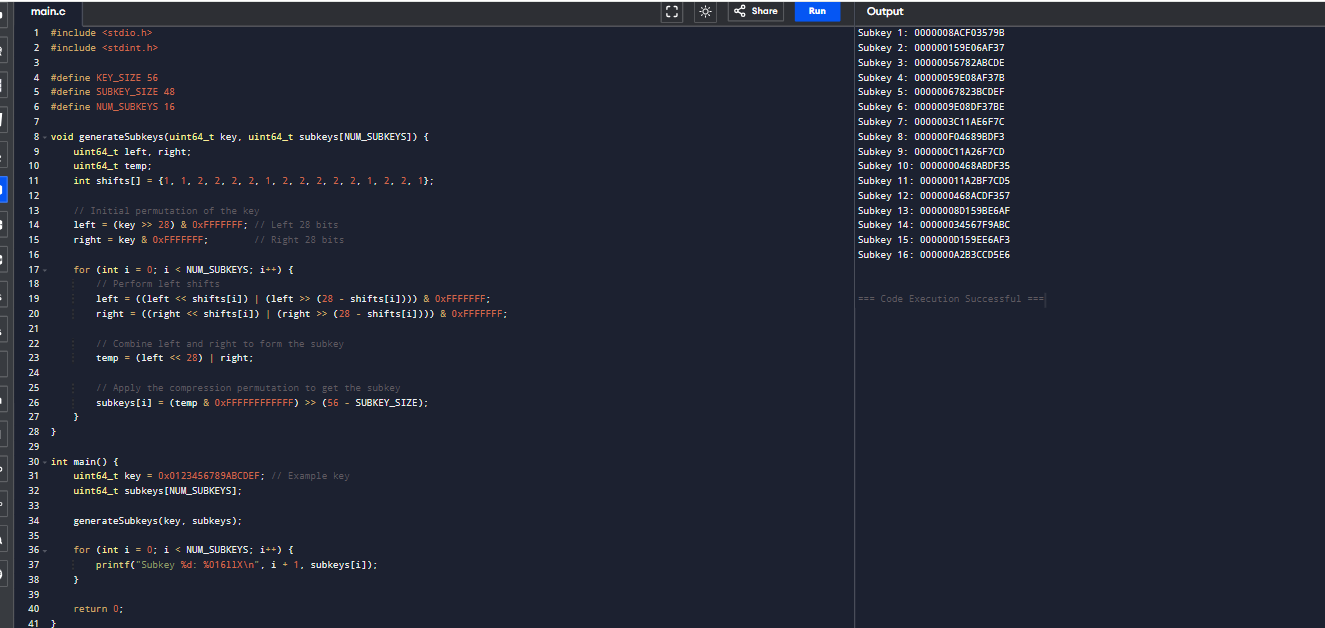 main.c
Share
Run
Output
1 #include <stdio.h>
2 #include <stdint.h>
3
4 #define KEY_SIZE 56
5 #define SUBKEY_SIZE 48
6 #define NUM_SUBKEYS 16
7
8 void generateSubkeys(uint64_t key, uint64_t subkeys[NUM_SUBKEYS]) {
9 uint64_t left, right;
10 uint64_t temp;
11 int shifts[] = {1, 1, 2, 2, 2, 2, 1, 2, 2, 2, 2, 2, 1, 2, 2, 1};
12
13 // Initial permutation of the key
14 left = (key >> 28) & 0xFFFFFFF; // Left 28 bits
15 right = key & 0xFFFFFFF; // Right 28 bits
16
17 for (int i = 0; i < NUM_SUBKEYS; i++) {
18 // Perform left shifts
19 left = ((left << shifts[i]) | (left >> (28 - shifts[i]))) & 0xFFFFFFF;
20 right = ((right << shifts[i]) | (right >> (28 - shifts[i]))) & 0xFFFFFFF;
21
22 // Combine left and right to form the subkey
23 temp = (left << 28) | right;
24
25 // Apply the compression permutation to get the subkey
26 subkeys[i] = (temp & 0xFFFFFFFFFFFF) >> (56 - SUBKEY_SIZE);
27 }
28 }
29
30 int main() {
31 uint64_t key = 0x0123456789ABCDEF; // Example key
32 uint64_t subkeys[NUM_SUBKEYS];
33
34 generateSubkeys(key, subkeys);
35
36 for (int i = 0; i < NUM_SUBKEYS; i++) {
37 printf("Subkey %d: %016llX\n", i + 1, subkeys[i]);
38 }
39
40 return 0;
41 }
Subkey 1: 0000008ACF03579B
Subkey 2: 000000159E06AF37
Subkey 3: 00000056782ABCDE
Subkey 4: 00000059E08AF37B
Subkey 5: 00000067823BCDEF
Subkey 6: 0000009E08DF37BE
Subkey 7: 0000003C11AE6F7C
Subkey 8: 000000F04689BDF3
Subkey 9: 000000C11A26F7CD
Subkey 10: 0000000468ABDF35
Subkey 11: 00000011A2BF7CD5
Subkey 12: 000000468ACDF357
Subkey 13: 0000008D159BE6AF
Subkey 14: 00000034567F9ABC
Subkey 15: 000000D159EE6AF3
Subkey 16: 000000A2B3CCD5E6
=== Code Execution Successful ===